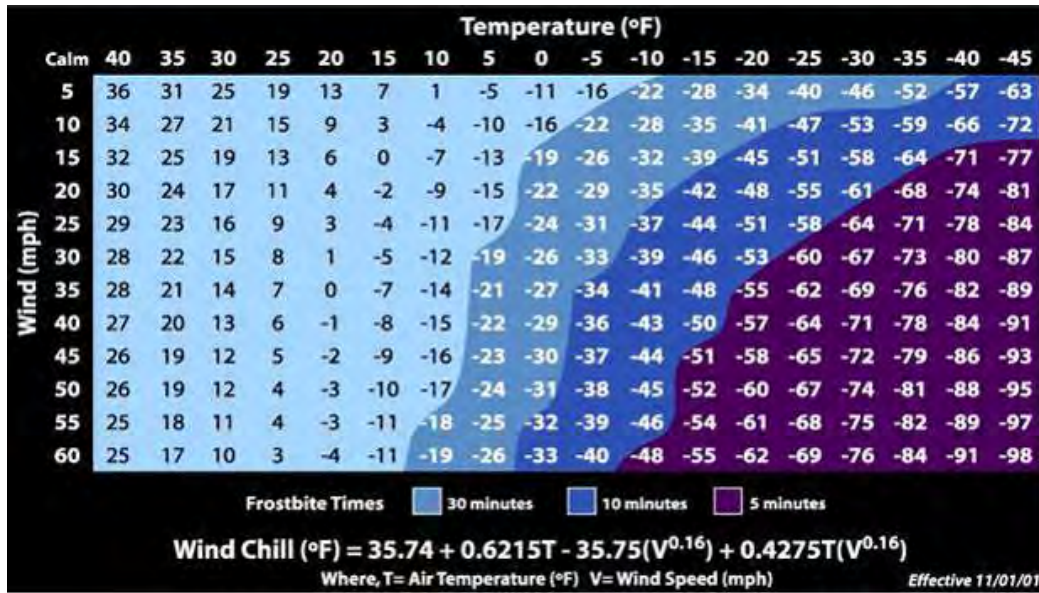 Temperature (ºF)
Calm 40 35 30 25 20 15 10 5 0 -5 -10 -15 -20 -25 -30 -35 -40 -45
Wind (mph)
5 36 31 25 19 13 7 1 -5 -11 -16 -22 -28 -34 -40 -46 -52 -57 -63
10 34 27 21 15 9 3 -4 -10 -16 -22 -28 -35 -41 -47 -53 -59 -66 -72
15 32 25 19 13 6 0 -7 -13 -19 -26 -32 -39 -45 -51 -58 -64 -71 -77
20 30 24 17 11 4 -2 -9 -15 -22 -29 -35 -42 -48 -55 -61 -68 -74 -81
25 29 23 16 9 3 -4 -11 -17 -24 -31 -37 -44 -51 -58 -64 -71 -78 -84
30 28 22 15 8 1 -5 -12 -19 -26 -33 -39 -46 -53 -60 -67 -73 -80 -87
35 28 21 14 7 0 -7 -14 -21 -27 -34 -41 -48 -55 -62 -69 -76 -82 -89
40 27 20 13 6 -1 -8 -15 -22 -29 -36 -43 -50 -57 -64 -71 -78 -84 -91
45 26 19 12 5 -2 -9 -16 -23 -30 -37 -44 -51 -58 -65 -72 -79 -86 -93
50 26 19 12 4 -3 -10 -17 -24 -31 -38 -45 -52 -60 -67 -74 -81 -88 -95
55 25 18 11 4 -3 -11 -18 -25 -32 -39 -46 -54 -61 -68 -75 -82 -89 -97
60 25 17 10 3 -4 -11 -19 -26 -33 -40 -48 -55 -62 -69 -76 -84 -91 -98
Frostbite Times 30 minutes 10 minutes 5 minutes
Wind Chill (ºF) = 35.74 + 0.6215T - 35.75(V^0.16) + 0.4275T(V^0.16)
Where, T= Air Temperature (ºF) V= Wind Speed (mph) Effective 11/01/01